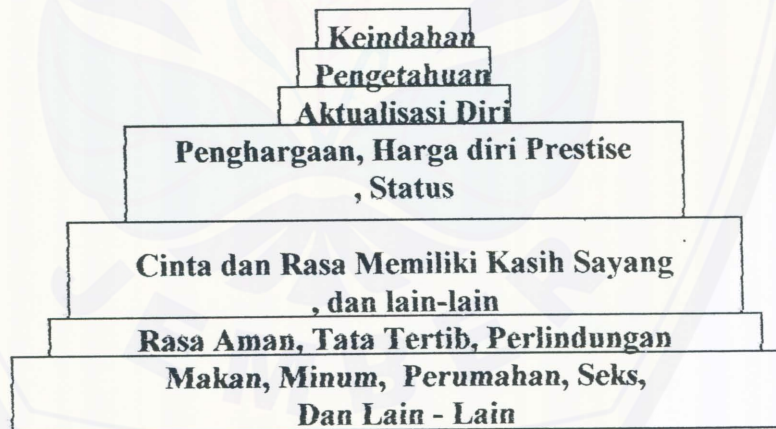 Keindahan
Pengetahuan
Aktualisasi Diri
Penghargaan, Harga diri Prestise
, Status
Cinta dan Rasa Memiliki Kasih Sayang
, dan lain-lain
Rasa Aman, Tata Tertib, Perlindungan
Makan, Minum, Perumahan, Seks,
Dan Lain - Lain